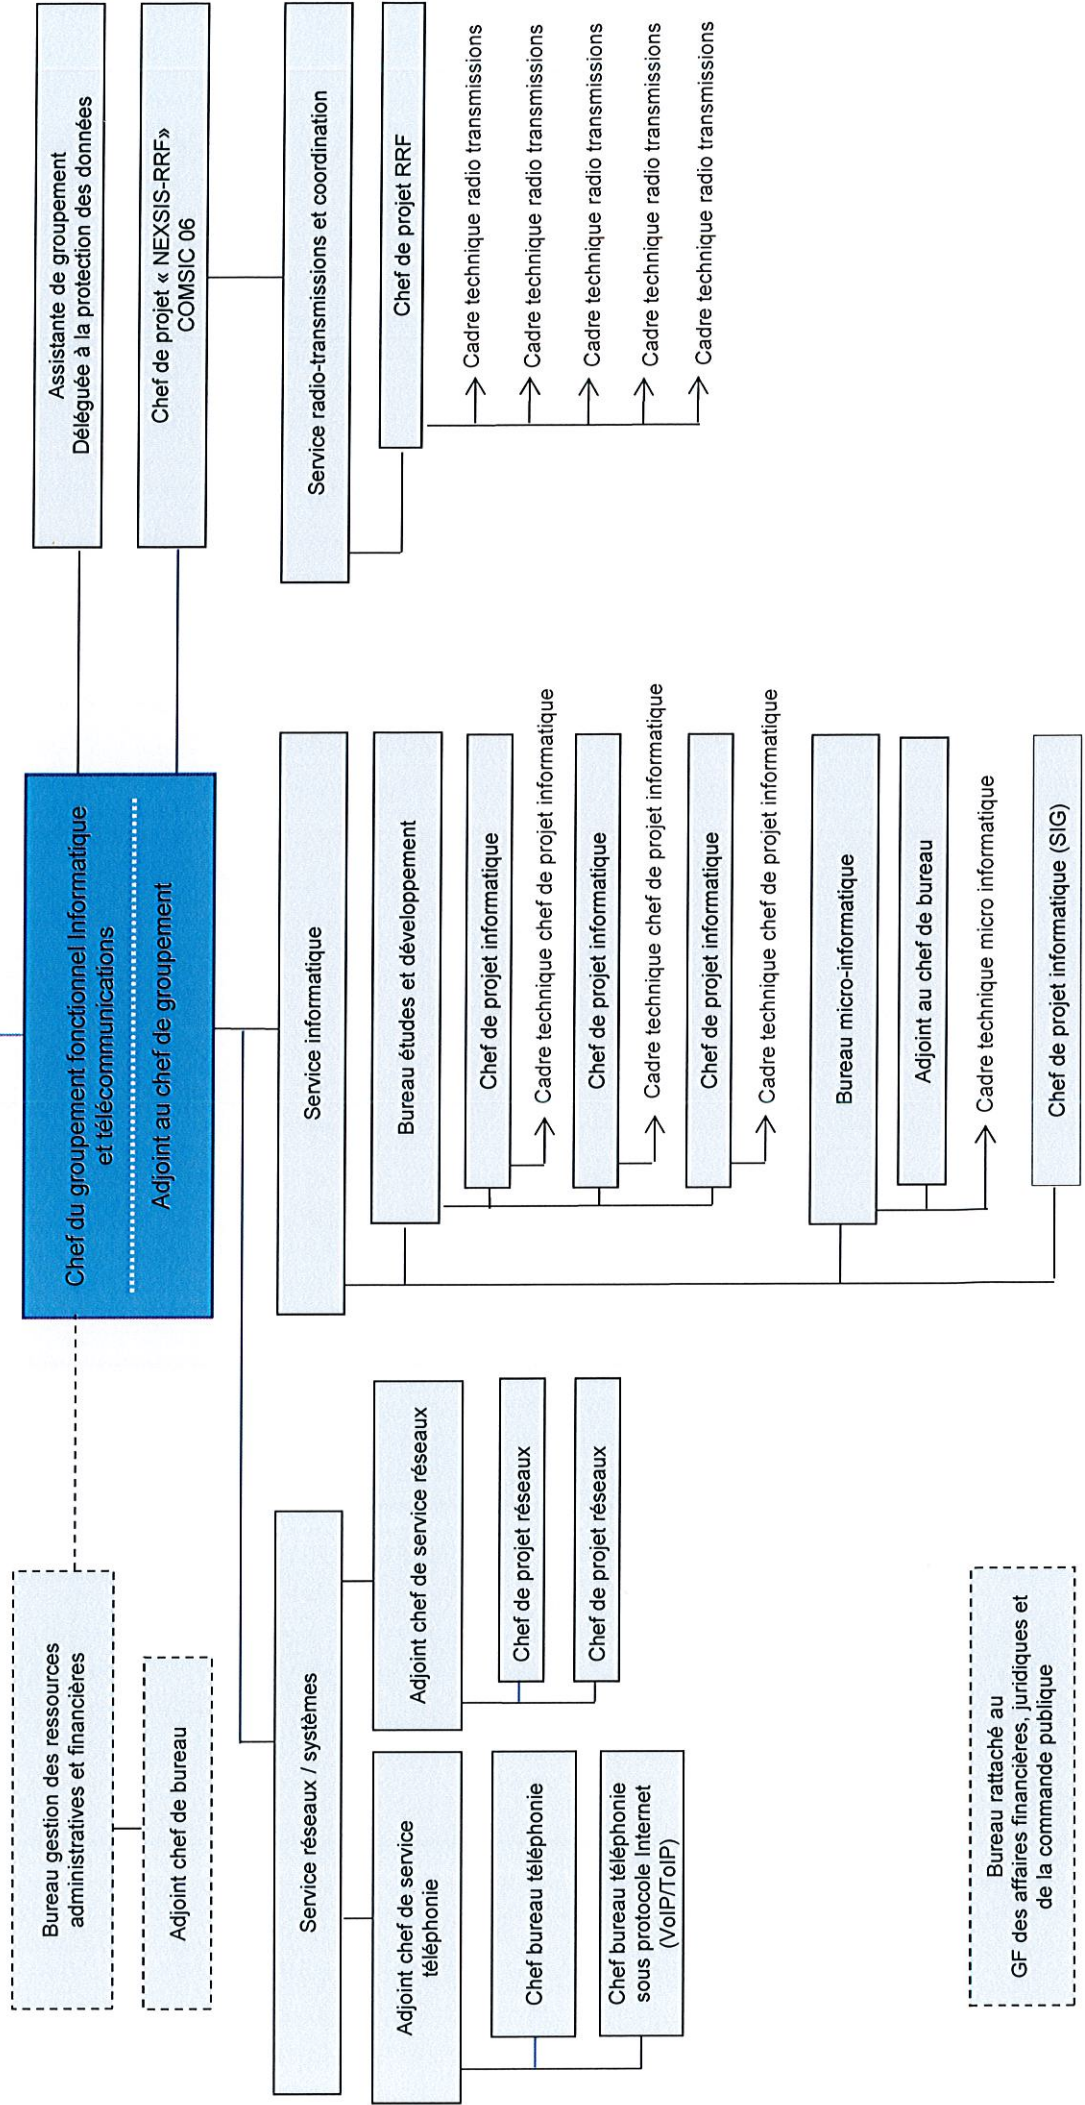 Chef du groupement fonctionnel Informatique
et télécommunications
Adjoint au chef de groupement
Bureau gestion des ressources
administratives et financières
Adjoint chef de bureau
Assistante de groupement
Déléguée à la protection des données
Chef de projet « NEXSIS-RRF»
COMSIC 06
Service réseaux / systèmes
Adjoint chef de service
téléphonie
Chef bureau téléphonie
Chef bureau téléphonie
sous protocole Internet
(VoIP/ToIP)
Adjoint chef de service réseaux
Chef de projet réseaux
Chef de projet réseaux
Service informatique
Bureau études et développement
Chef de projet informatique
Cadre technique chef de projet informatique
Chef de projet informatique
Cadre technique chef de projet informatique
Chef de projet informatique
Cadre technique chef de projet informatique
Bureau micro-informatique
Adjoint au chef de bureau
Cadre technique micro informatique
Chef de projet informatique (SIG)
Service radio-transmissions et coordination
Chef de projet RRF
Cadre technique radio transmissions
Cadre technique radio transmissions
Cadre technique radio transmissions
Cadre technique radio transmissions
Cadre technique radio transmissions
Bureau rattaché au
GF des affaires financières, juridiques et
de la commande publique